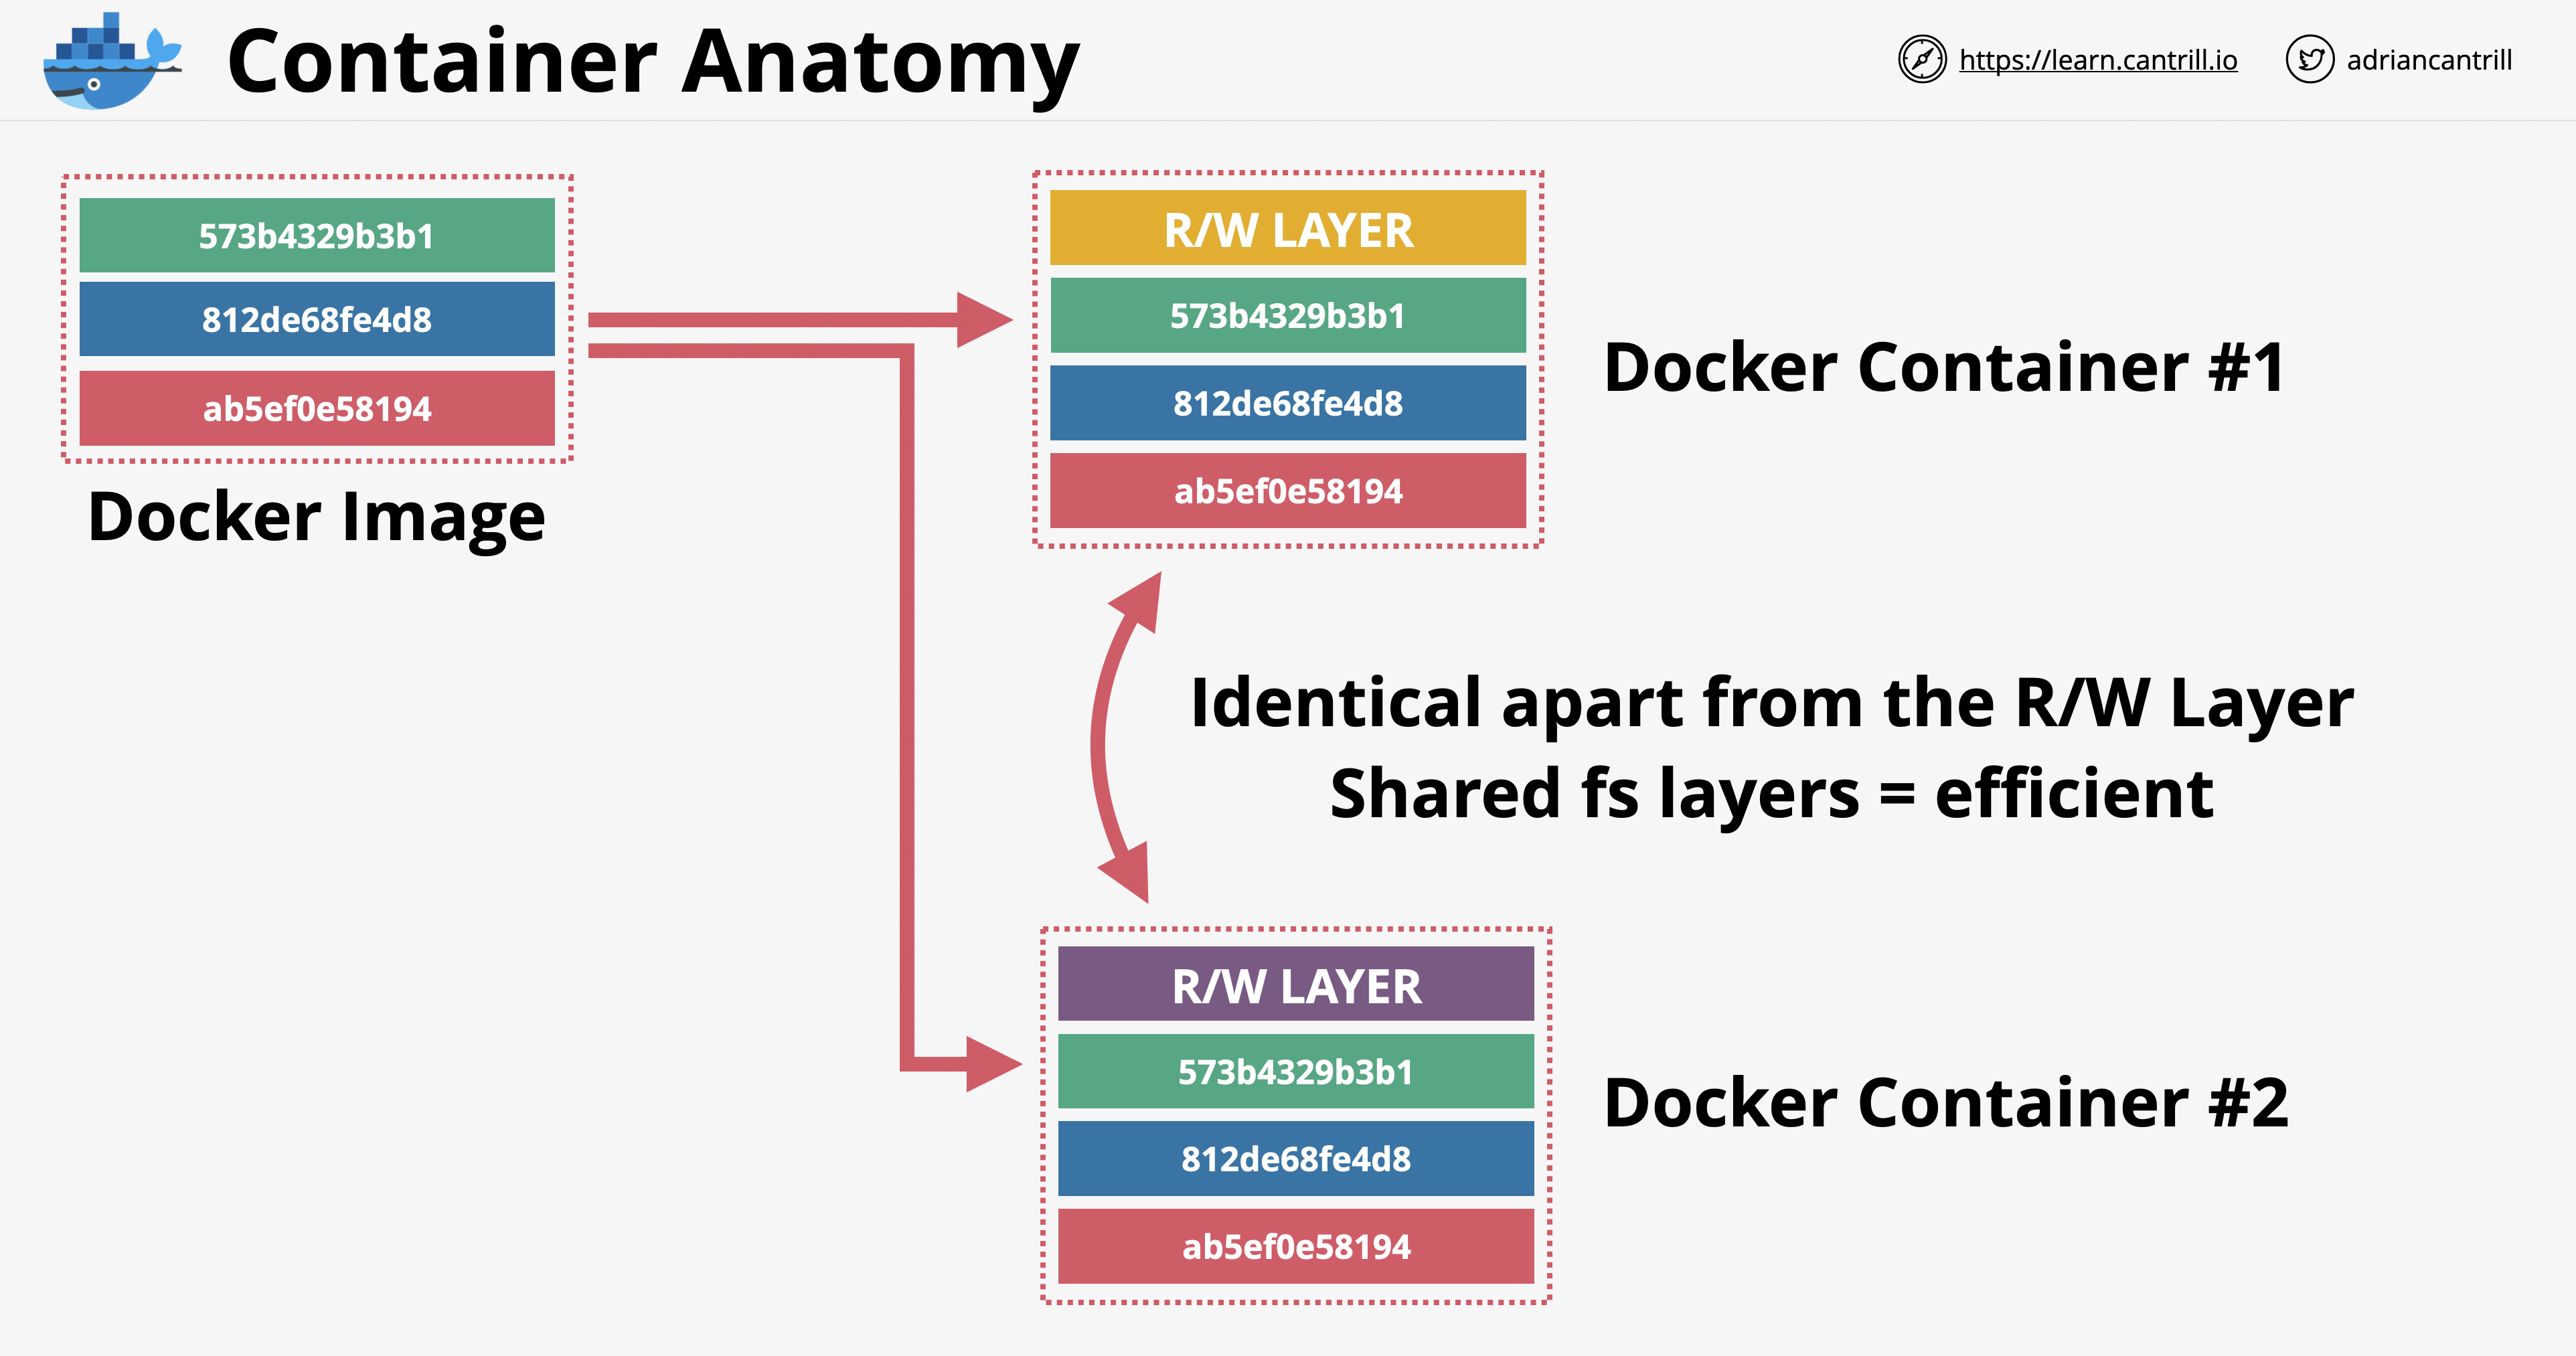 Container Anatomy
https://learn.cantrill.io
adriancantrill
573b4329b3b1
812de68fe4d8
ab5ef0e58194
Docker Image
R/W LAYER
573b4329b3b1
812de68fe4d8
ab5ef0e58194
Docker Container #1
Identical apart from the R/W Layer
Shared fs layers = efficient
R/W LAYER
573b4329b3b1
812de68fe4d8
ab5ef0e58194
Docker Container #2